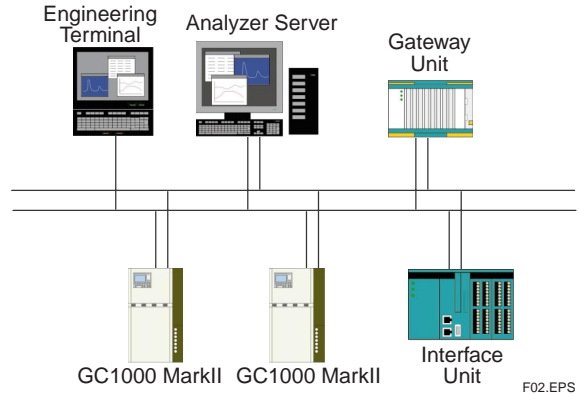 Engineering
Terminal
Analyzer Server
Gateway
Unit
GC1000 MarkII
GC1000 MarkII
Interface
Unit
F02.EPS